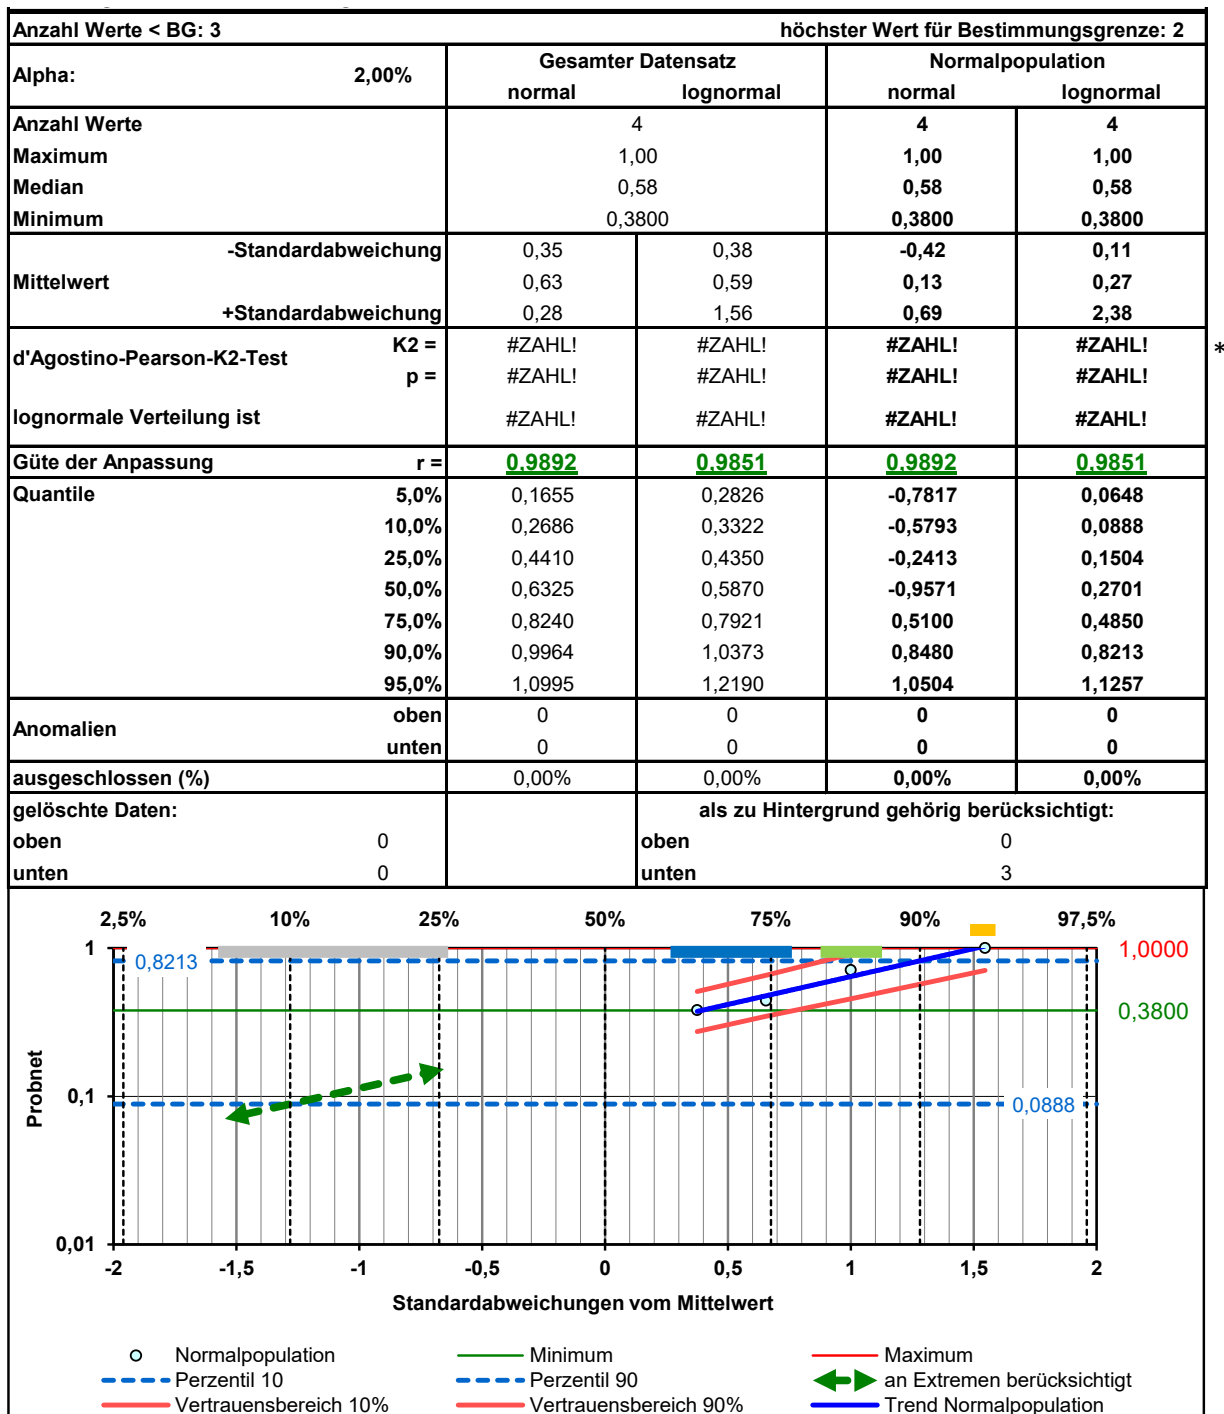 Anzahl Werte < BG: 3 höchster Wert für Bestimmungsgrenze: 2
Alpha: 2,00% Gesamter Datensatz Normalpopulation
normal lognormal normal lognormal
Anzahl Werte 4 4 4
Maximum 1,00 1,00 1,00
Median 0,58 0,58 0,58
Minimum 0,3800 0,3800 0,3800
-Standardabweichung 0,35 0,38 -0,42 0,11
Mittelwert 0,63 0,59 0,13 0,27
+Standardabweichung 0,28 1,56 0,69 2,38
d'Agostino-Pearson-K2-Test K2 = #ZAHL! #ZAHL! #ZAHL! #ZAHL! *
p = #ZAHL! #ZAHL! #ZAHL! #ZAHL!
lognormale Verteilung ist #ZAHL! #ZAHL! #ZAHL! #ZAHL!
Güte der Anpassung r = 0,9892 0,9851 0,9892 0,9851
Quantile 5,0% 0,1655 0,2826 -0,7817 0,0648
10,0% 0,2686 0,3322 -0,5793 0,0888
25,0% 0,4410 0,4350 -0,2413 0,1504
50,0% 0,6325 0,5870 -0,9571 0,2701
75,0% 0,8240 0,7921 0,5100 0,4850
90,0% 0,9964 1,0373 0,8480 0,8213
95,0% 1,0995 1,2190 1,0504 1,1257
Anomalien oben 0 0 0 0
unten 0 0 0 0
ausgeschlossen (%) 0,00% 0,00% 0,00% 0,00%
gelöschte Daten: als zu Hintergrund gehörig berücksichtigt:
oben 0 oben 0
unten 0 unten 3
2,5% 10% 25% 50% 75% 90% 97,5%
1 1,0000
0,8213
0,3800
0,1 0,0888
Probnet
0,01
-2 -1,5 -1 -0,5 0 0,5 1 1,5 2
Standardabweichungen vom Mittelwert
Normalpopulation Minimum Maximum
Perzentil 10 Perzentil 90 an Extremen berücksichtigt
Vertrauensbereich 10% Vertrauensbereich 90% Trend Normalpopulation